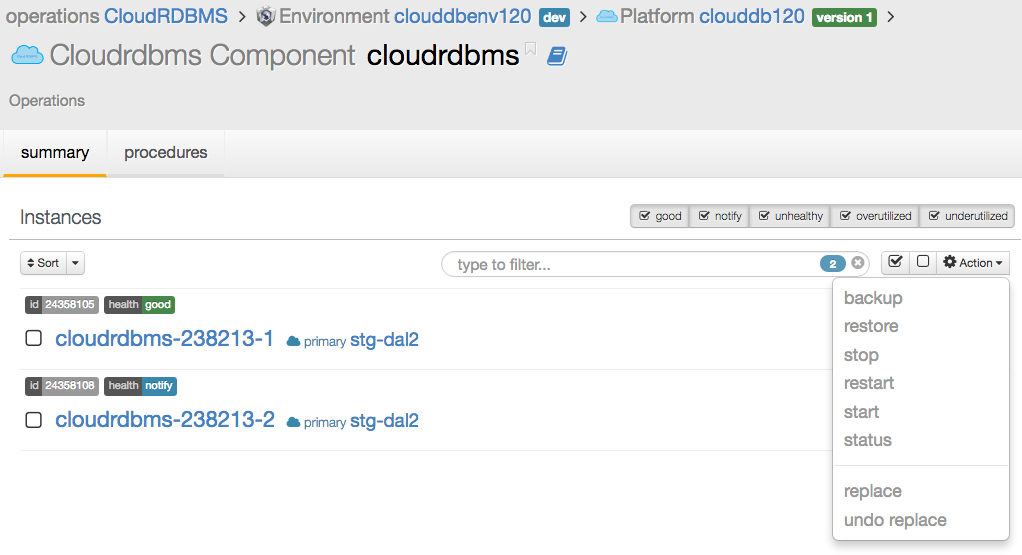 operations CloudRDBMS > Environment clouddbenv120 dev > Platform clouddb120 version 1 >
Cloudrdbms Component cloudrdbms
Operations
summary procedures
Instances good notify unhealthy overutilized underutilized
Sort type to filter... 2 Action
id 24358105 health good
cloudrdbms-238213-1 primary stg-dal2
id 24358108 health notify
cloudrdbms-238213-2 primary stg-dal2
backup
restore
stop
restart
start
status
replace
undo replace